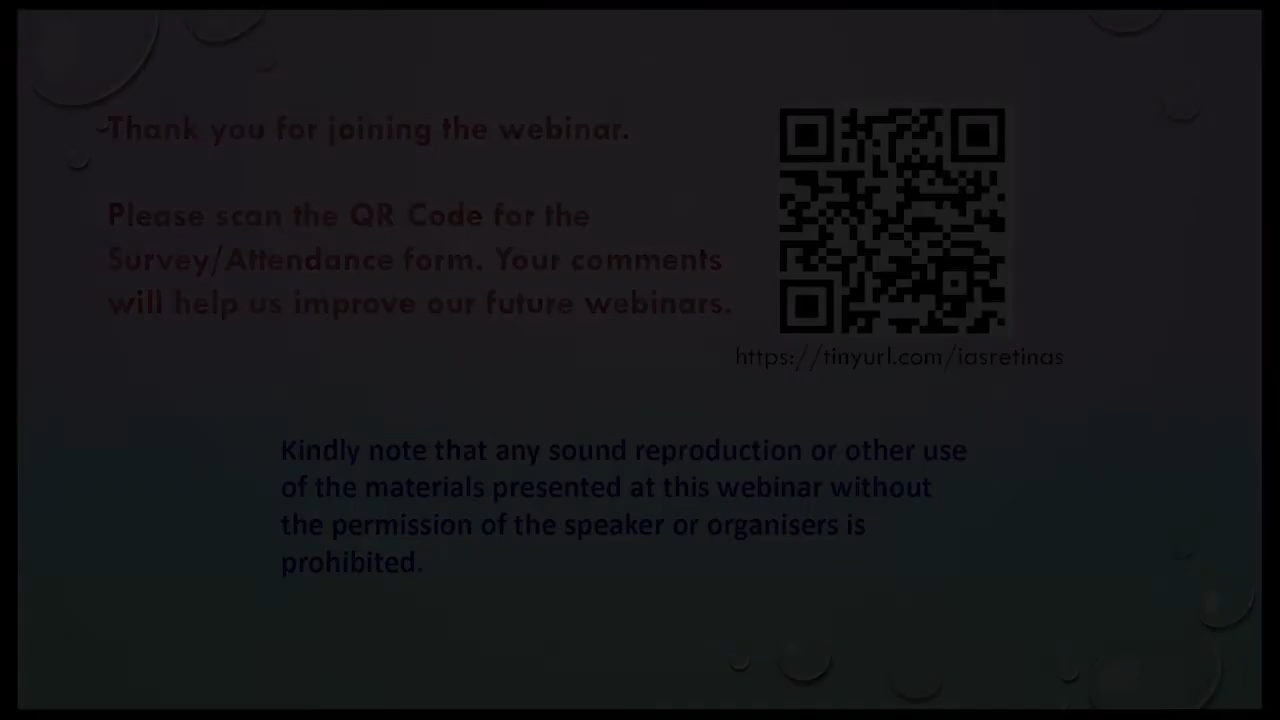 Thank you for joining the webinar.
Please scan the QR Code for the
Survey/Attendance form. Your comments
will help us improve our future webinars.
https://tinyurl.com/iasretinas
Kindly note that any sound reproduction or other use
of the materials presented at this webinar without
the permission of the speaker or organisers is
prohibited.